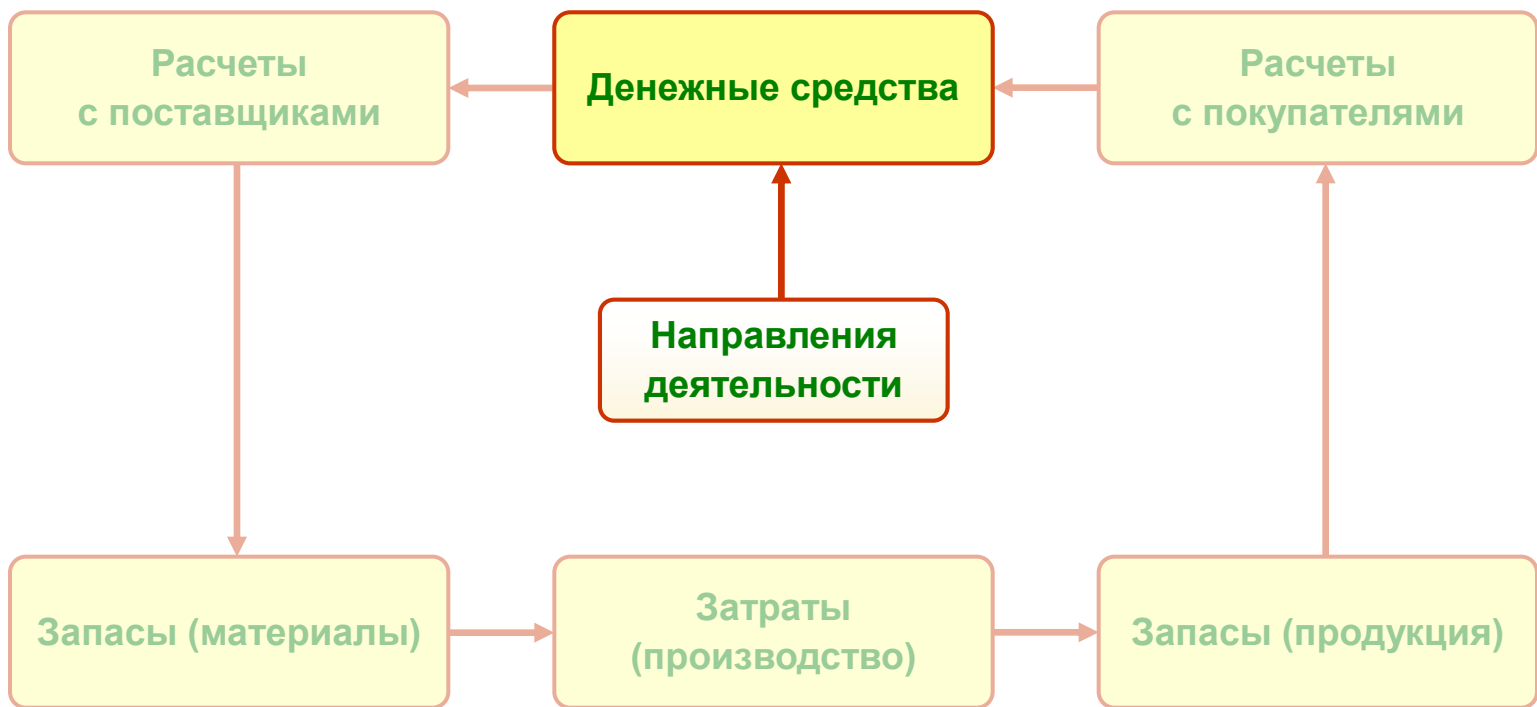 Расчеты
с поставщиками
Денежные средства
Расчеты
с покупателями
Направления
деятельности
Запасы (материалы)
Затраты
(производство)
Запасы (продукция)